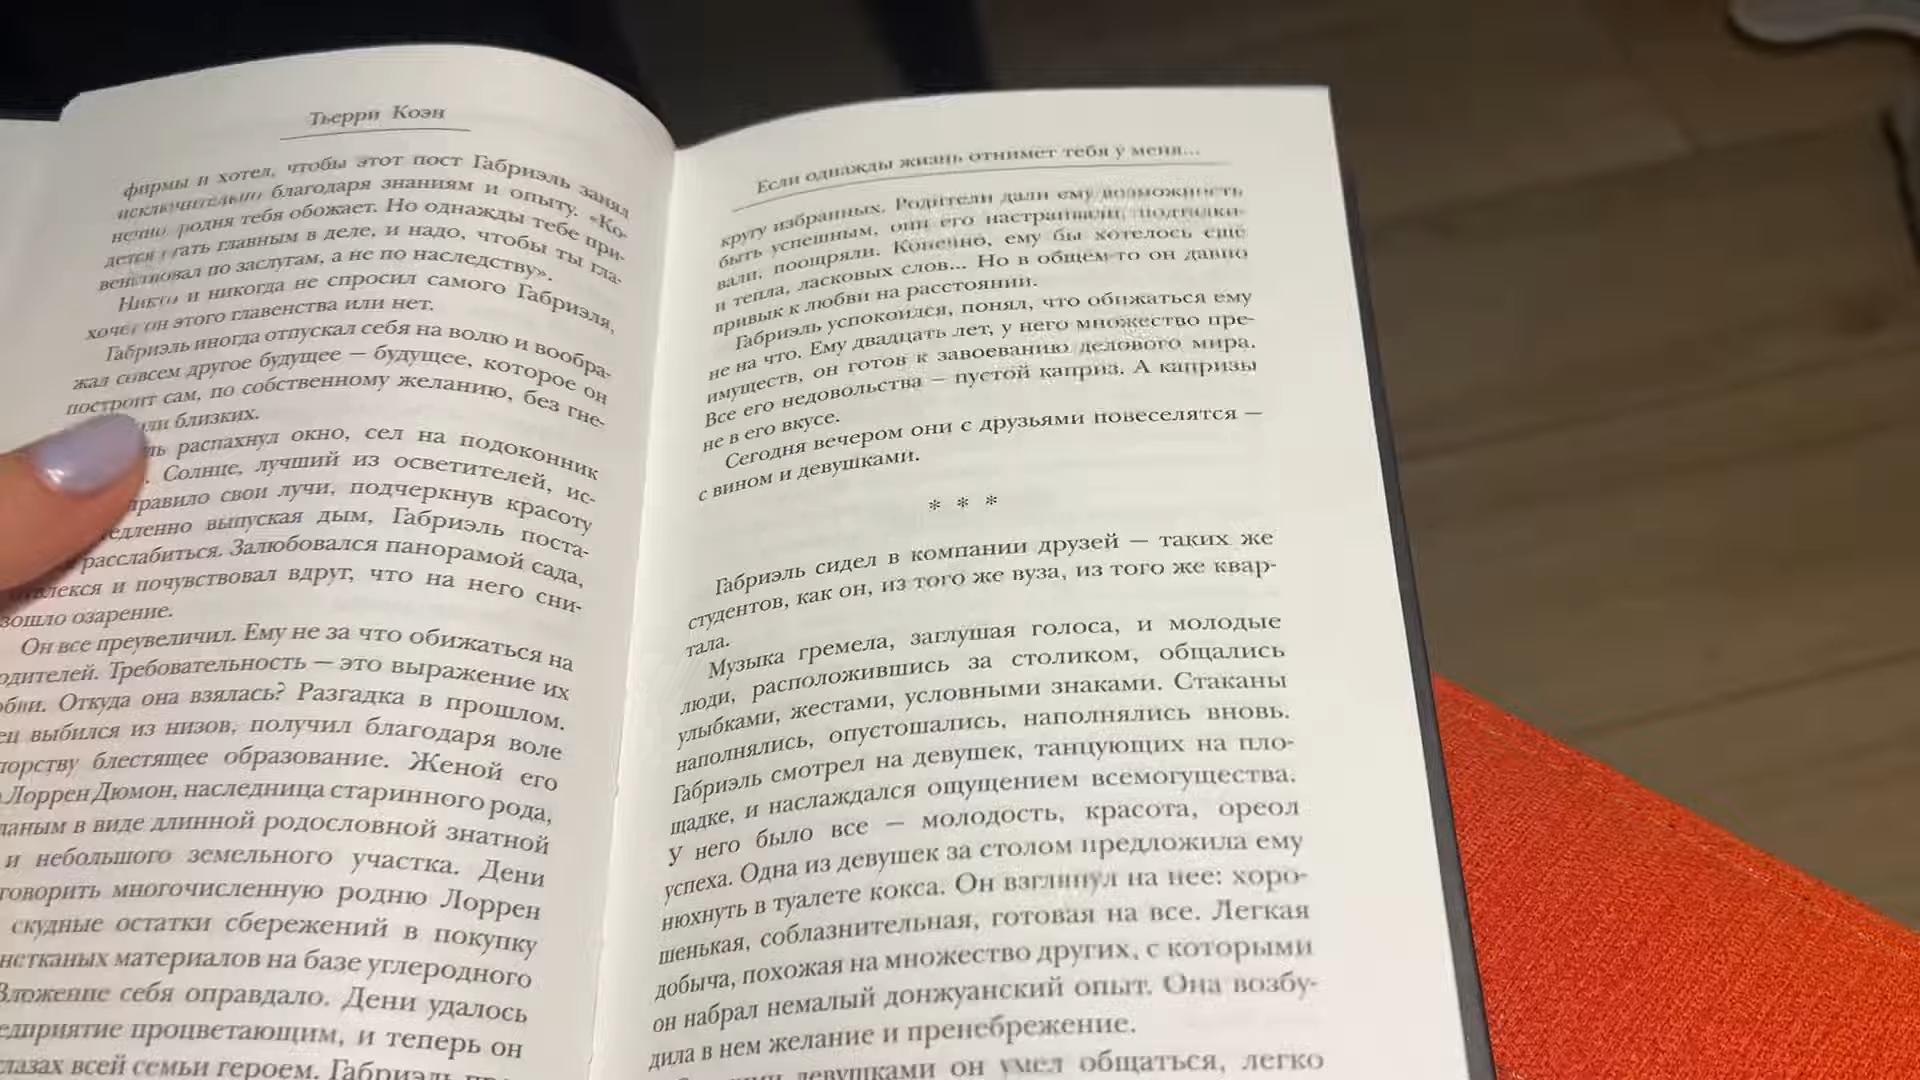 Тьерри Коэн
фирмы и хотел, чтобы этот пост Габриэль занял
исключительно благодаря знаниям и опыту. «Ко-
нечно, родня тебя обожает. Но однажды тебе при-
дется стать главным в деле, и надо, чтобы ты гла-
венствовал по заслугам, а не по наследству».
Никто и никогда не спросил самого Габриэля,
хочет он этого главенства или нет.
Габриэль иногда отпускал себя на волю и вообра-
жал совсем другое будущее — будущее, которое он
построит сам, по собственному желанию, без гне-
или близких.
распахнул окно, сел на подоконник
Солнце, лучший из осветителей, ис-
правило свои лучи, подчеркнув красоту
выпуская дым, Габриэль поста-
расслабиться. Залюбовался панорамой сада,
и почувствовал вдруг, что на него сни-
озарение.
Он все преувеличил. Ему не за что обижаться на
Требовательность — это выражение их
Откуда она взялась? Разгадка в прошлом.
выбился из низов, получил благодаря воле
блестящее образование. Женой его
Лоррен Дюмон, наследница старинного рода,
в виде длинной родословной знатной
и небольшого земельного участка. Дени
многочисленную родню Лоррен
скудные остатки сбережений в покупку
нетканых материалов на базе углеродного
Вложение себя оправдало. Дени удалось
процветающим, и теперь он
всей семьи героем. Габриэль
Если однажды жизнь отнимет тебя у меня...
кругу избранных. Родители дали ему возможность
быть успешным, они его настраивали, подталки-
вали, поощряли. Конечно, ему бы хотелось еще
и тепла, ласковых слов... Но в общем-то он давно
привык к любви на расстоянии.
Габриэль успокоился, понял, что обижаться ему
не на что. Ему двадцать лет, у него множество пре-
имуществ, он готов к завоеванию делового мира.
Все его недовольства — пустой каприз. А капризы
не в его вкусе.
Сегодня вечером они с друзьями повеселятся —
с вином и девушками.
* * *
Габриэль сидел в компании друзей — таких же
студентов, как он, из того же вуза, из того же квар-
тала.
Музыка гремела, заглушая голоса, и молодые
люди, расположившись за столиком, общались
улыбками, жестами, условными знаками. Стаканы
наполнялись, опустошались, наполнялись вновь.
Габриэль смотрел на девушек, танцующих на пло-
щадке, и наслаждался ощущением всемогущества.
У него было все — молодость, красота, ореол
успеха. Одна из девушек за столом предложила ему
нюхнуть в туалете кокса. Он взглянул на нее: хоро-
шенькая, соблазнительная, готовая на все. Легкая
добыча, похожая на множество других, с которыми
он набрал немалый донжуанский опыт. Она возбу-
дила в нем желание и пренебрежение.
девушками он умел общаться, легко